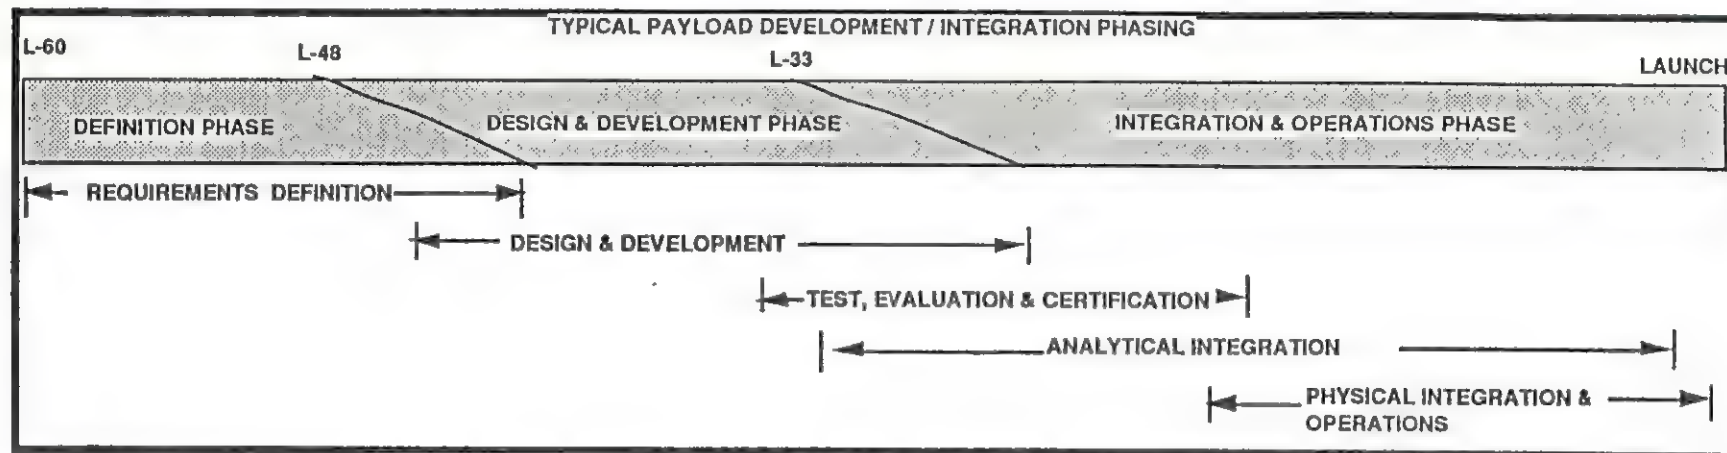 TYPICAL PAYLOAD DEVELOPMENT / INTEGRATION PHASING
L-60
L-48
L-33
LAUNCH
DEFINITION PHASE
DESIGN & DEVELOPMENT PHASE
INTEGRATION & OPERATIONS PHASE
REQUIREMENTS DEFINITION
DESIGN & DEVELOPMENT
TEST, EVALUATION & CERTIFICATION
ANALYTICAL INTEGRATION
PHYSICAL INTEGRATION &
OPERATIONS